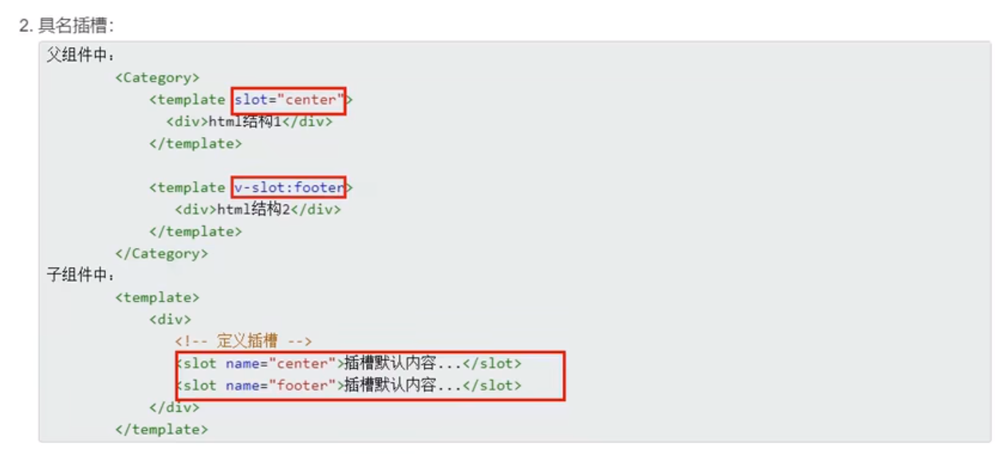 2. 具名插槽：
父组件中：
<Category>
<template slot="center">
<div>html结构1</div>
</template>
<template v-slot:footer>
<div>html结构2</div>
</template>
</Category>
子组件中：
<template>
<div>
<!-- 定义插槽 -->
<slot name="center">插槽默认内容...</slot>
<slot name="footer">插槽默认内容...</slot>
</div>
</template>